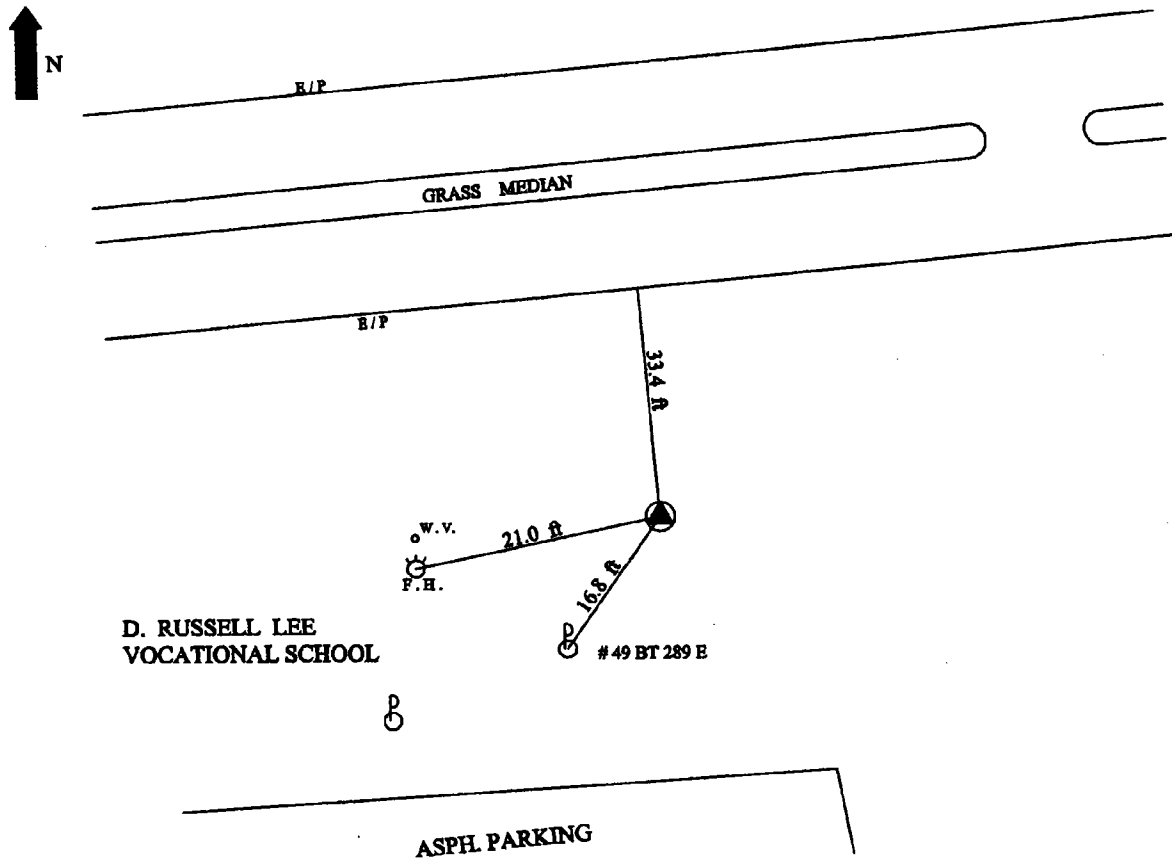 N
E/P
GRASS MEDIAN
E/P
33.4 ft
W.V.
21.0 ft
F.H.
16.8 ft
D. RUSSELL LEE
VOCATIONAL SCHOOL
# 49 BT 289 E
ASPH. PARKING